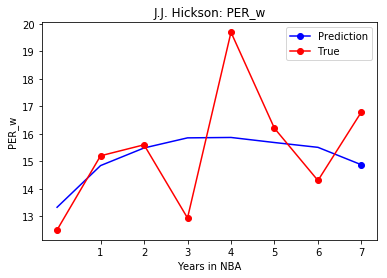 J.J. Hickson: PER_w
Prediction
True
20
19
18
17
16
15
14
13
PER_w
1 2 3 4 5 6 7
Years in NBA